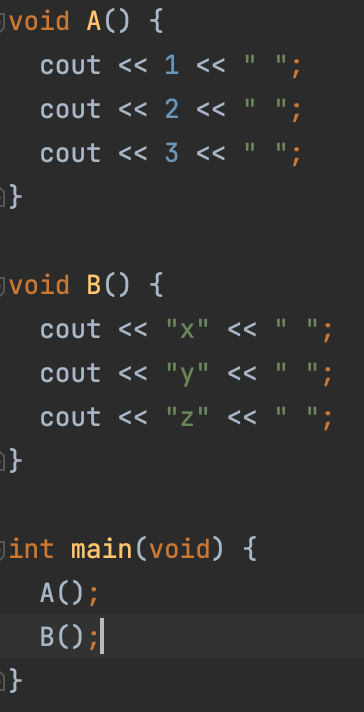 void A() {
  cout << 1 << " ";
  cout << 2 << " ";
  cout << 3 << " ";
}

void B() {
  cout << "x" << " ";
  cout << "y" << " ";
  cout << "z" << " ";
}

int main(void) {
  A();
  B();
}